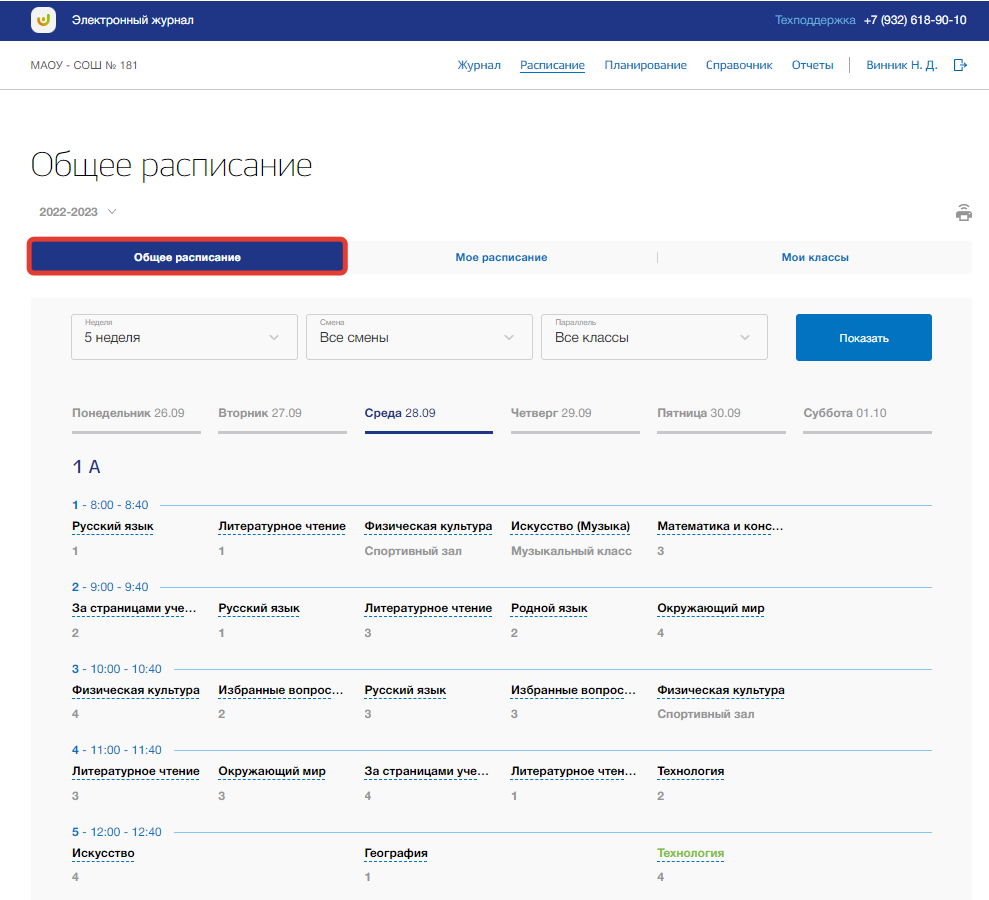 Электронный журнал Техподдержка +7 (932) 618-90-10
МАОУ - СОШ № 181 Журнал Расписание Планирование Справочник Отчеты Винник Н. Д.
Общее расписание
2022-2023
Общее расписание Мое расписание Мои классы
Неделя Смена Параллель
5 неделя Все смены Все классы Показать
Понедельник 26.09 Вторник 27.09 Среда 28.09 Четверг 29.09 Пятница 30.09 Суббота 01.10
1 А
1 - 8:00 - 8:40
Русский язык Литературное чтение Физическая культура Искусство (Музыка) Математика и конс...
1 1 Спортивный зал Музыкальный класс 3
2 - 9:00 - 9:40
За страницами уче... Русский язык Литературное чтение Родной язык Окружающий мир
2 1 3 2 4
3 - 10:00 - 10:40
Физическая культура Избранные вопрос... Русский язык Избранные вопрос... Физическая культура
4 2 3 3 Спортивный зал
4 - 11:00 - 11:40
Литературное чтение Окружающий мир За страницами уче... Литературное чтен... Технология
3 3 4 1 2
5 - 12:00 - 12:40
Искусство География Технология
4 1 4